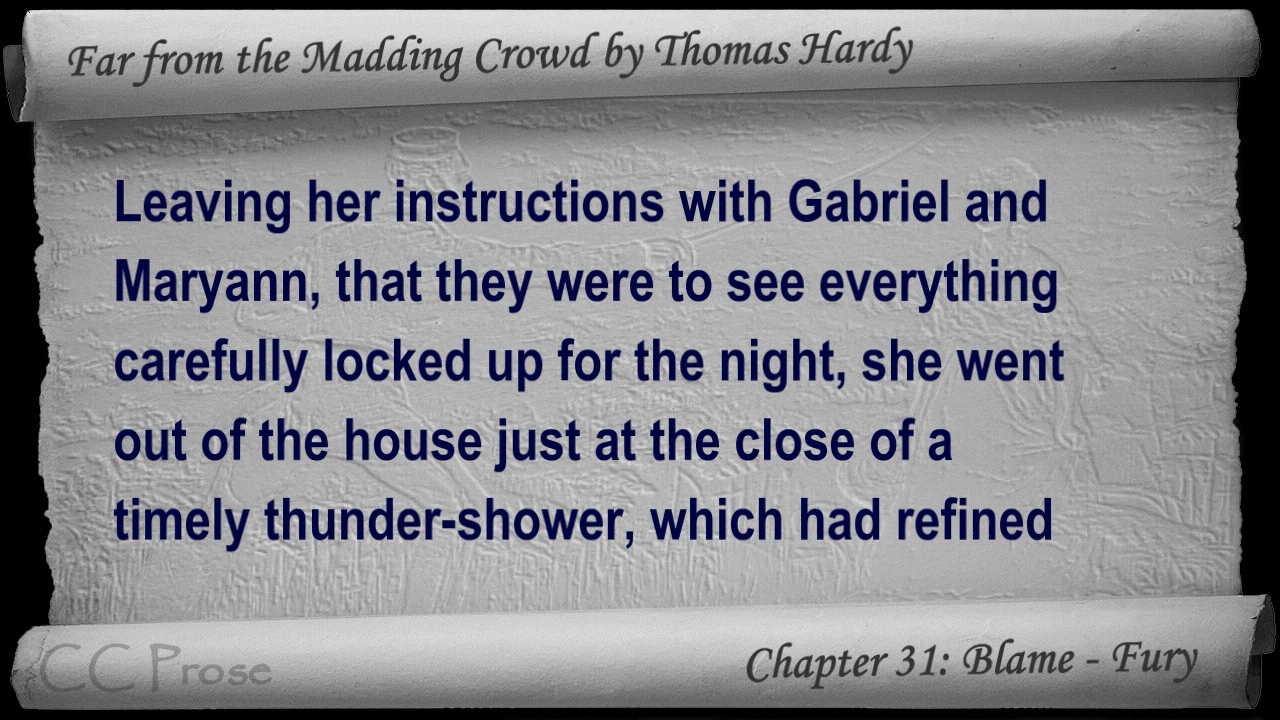 Far from the Madding Crowd by Thomas Hardy
Leaving her instructions with Gabriel and
Maryann, that they were to see everything
carefully locked up for the night, she went
out of the house just at the close of a
timely thunder-shower, which had refined
CC Prose
Chapter 31: Blame - Fury